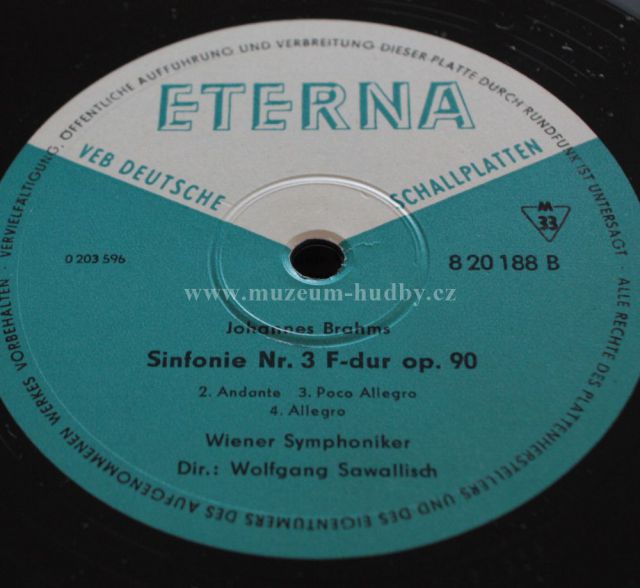 VERVIELFÄLTIGUNG, ÖFFENTLICHE AUFFÜHRUNG UND VERBREITUNG DIESER PLATTE DURCH RUNDFUNK IST UNTERSAGT · ALLE RECHTE DES PLATTENHERSTELLERS UND DES EIGENTÜMERS DES AUFGENOMMENEN WERKES VORBEHALTEN ·
ETERNA
VEB DEUTSCHE SCHALLPLATTEN
M
33
0 203 596
8 20 188 B
www.muzeum-hudby.cz
Johannes Brahms
Sinfonie Nr. 3 F-dur op. 90
2. Andante 3. Poco Allegro
4. Allegro
Wiener Symphoniker
Dir.: Wolfgang Sawallisch